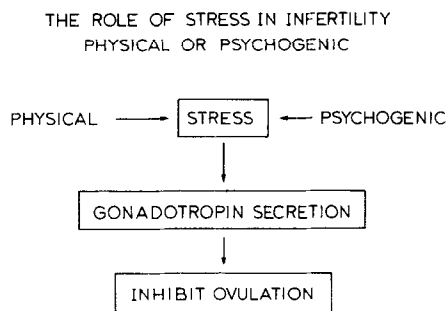 THE ROLE OF STRESS IN INFERTILITY
PHYSICAL OR PSYCHOGENIC
PHYSICAL STRESS PSYCHOGENIC
GONADOTROPIN SECRETION
INHIBIT OVULATION